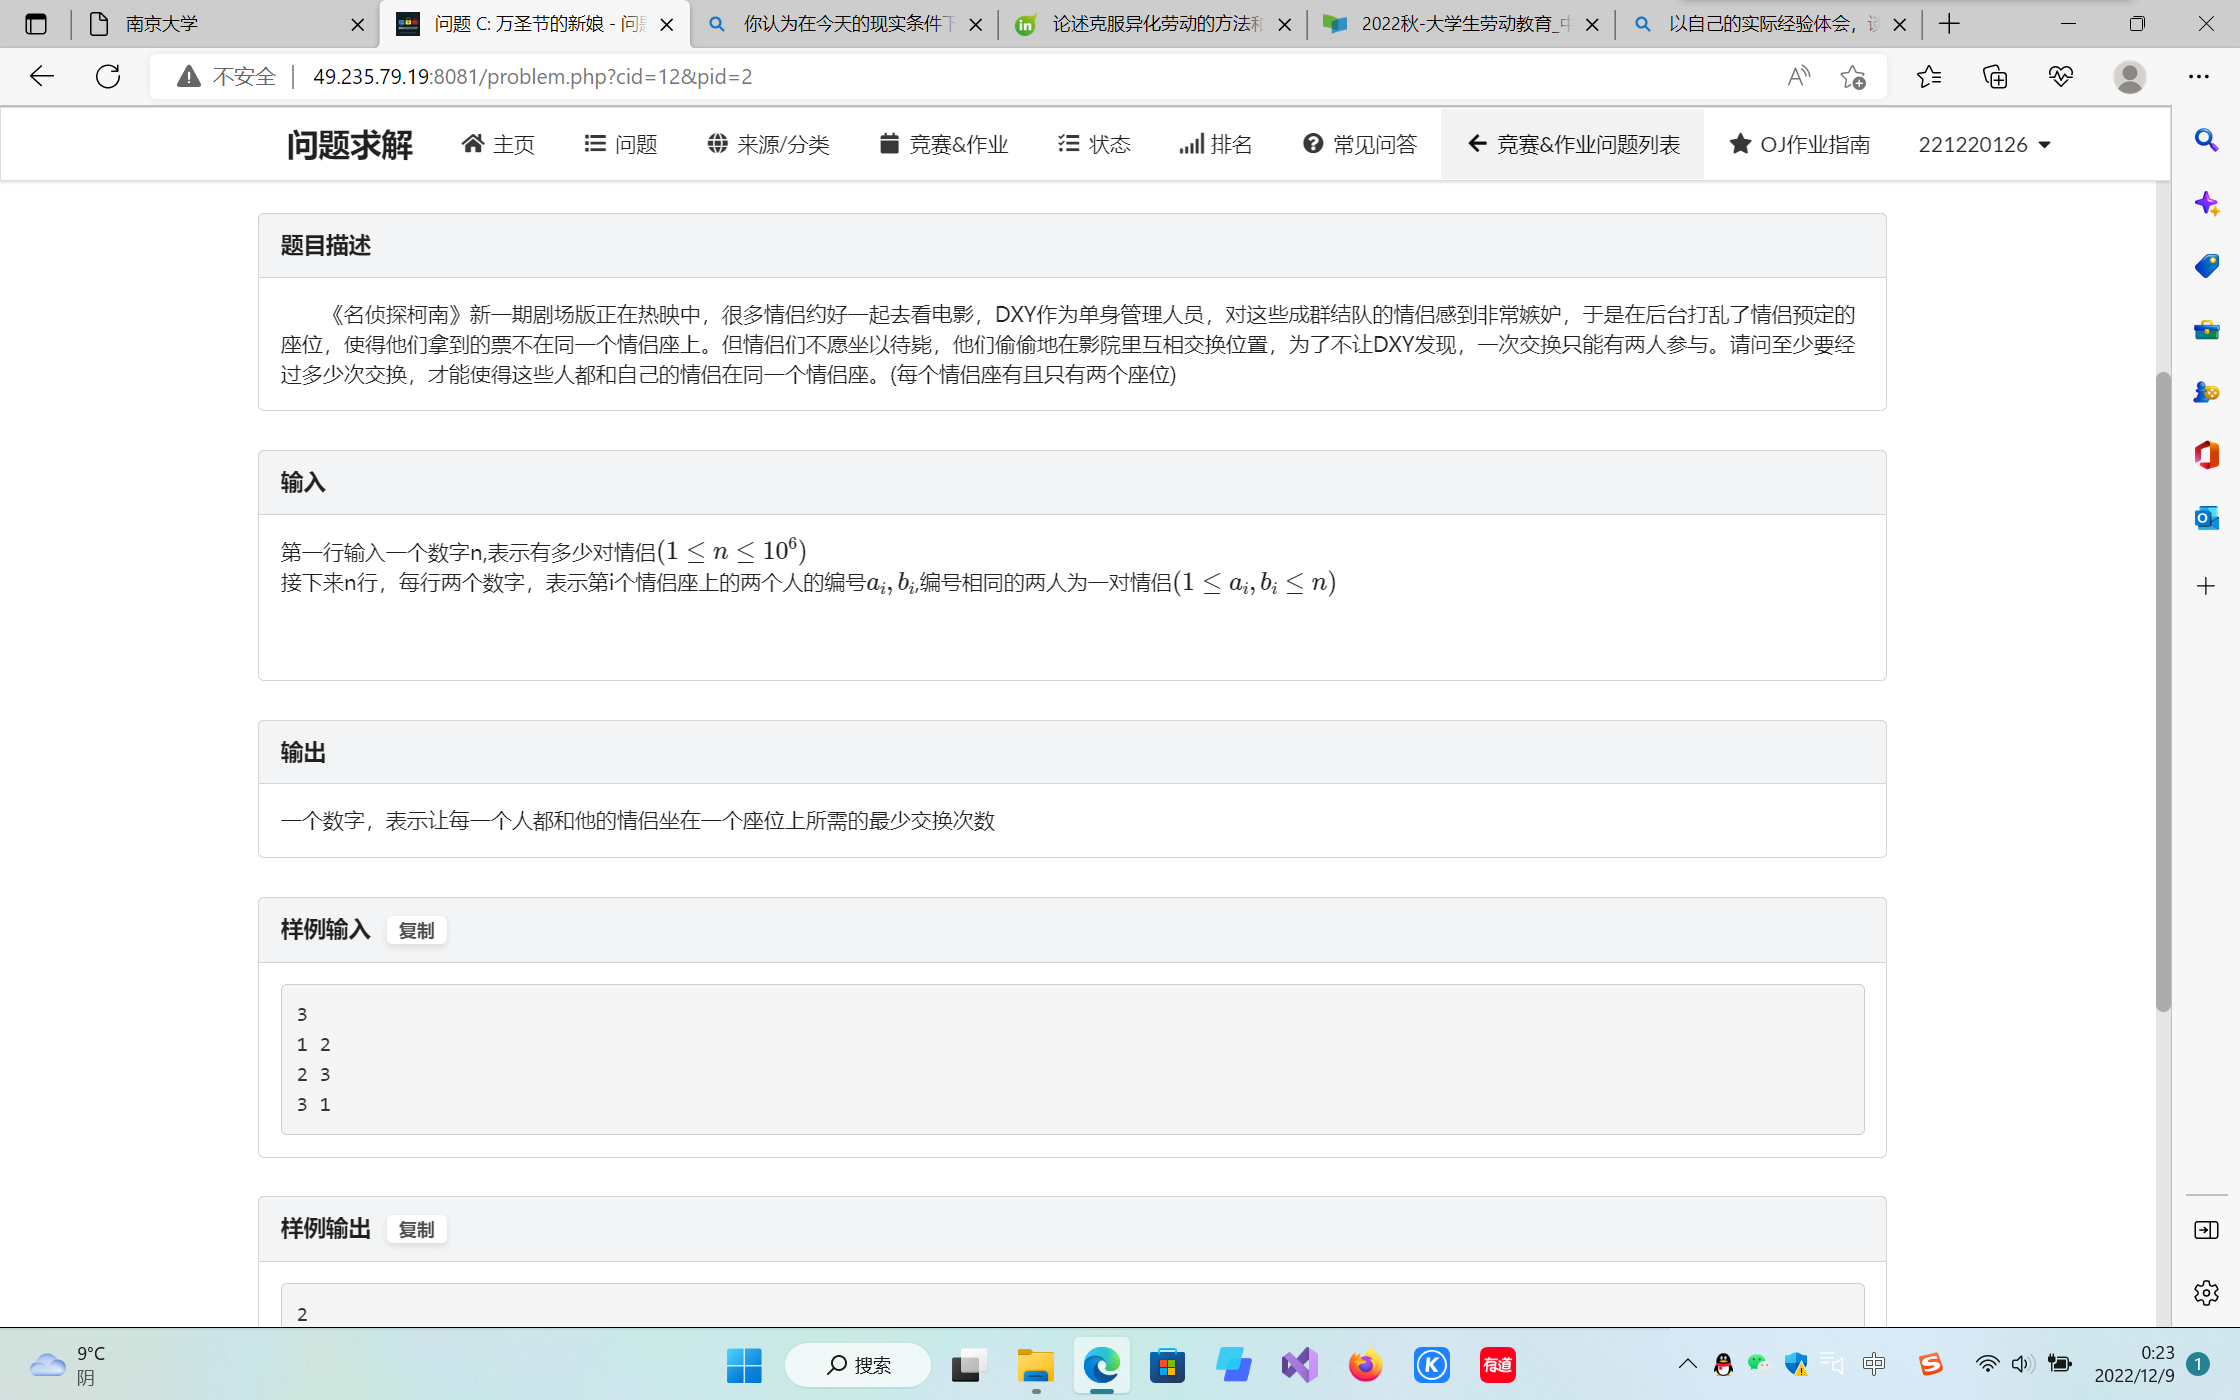 南京大学
问题 C: 万圣节的新娘 - 问
你认为在今天的现实条件下
论述克服异化劳动的方法和
2022秋-大学生劳动教育_中
以自己的实际经验体会，谈
不安全
49.235.79.19:8081/problem.php?cid=12&pid=2
问题求解 主页 问题 来源/分类 竞赛&作业 状态 排名 常见问答 竞赛&作业问题列表 OJ作业指南 221220126
题目描述
《名侦探柯南》新一期剧场版正在热映中，很多情侣约好一起去看电影，DXY作为单身管理人员，对这些成群结队的情侣感到非常嫉妒，于是在后台打乱了情侣预定的
座位，使得他们拿到的票不在同一个情侣座上。但情侣们不愿坐以待毙，他们偷偷地在影院里互相交换位置，为了不让DXY发现，一次交换只能有两人参与。请问至少要经
过多少次交换，才能使得这些人都和自己的情侣在同一个情侣座。(每个情侣座有且只有两个座位)
输入
第一行输入一个数字n,表示有多少对情侣(1 ≤ n ≤ 10⁶)
接下来n行，每行两个数字，表示第i个情侣座上的两个人的编号aᵢ, bᵢ,编号相同的两人为一对情侣(1 ≤ aᵢ, bᵢ ≤ n)
输出
一个数字，表示让每一个人都和他的情侣坐在一个座位上所需的最少交换次数
样例输入 复制
3
1 2
2 3
3 1
样例输出 复制
2
9°C
阴
搜索
有道
中
0:23
2022/12/9
1